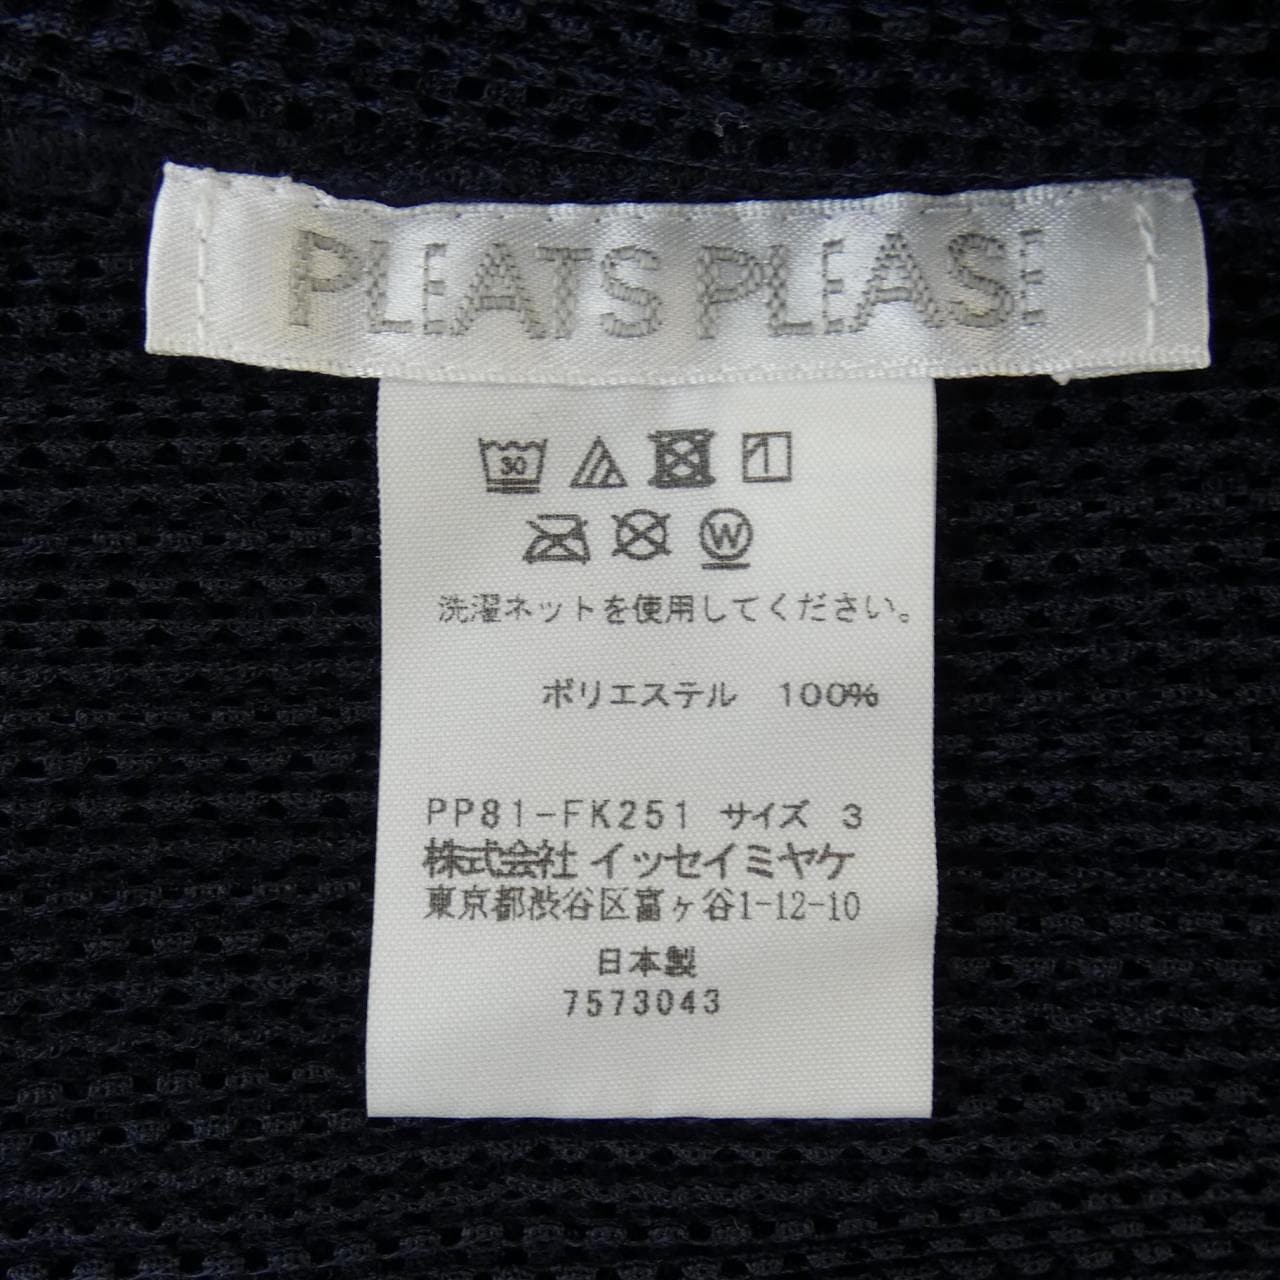 PLEATS PLEASE
30
W
洗濯ネットを使用してください。
ポリエステル 100%
PP81-FK251 サイズ 3
株式会社 イッセイミヤケ
東京都渋谷区富ヶ谷1-12-10
日本製
7573043